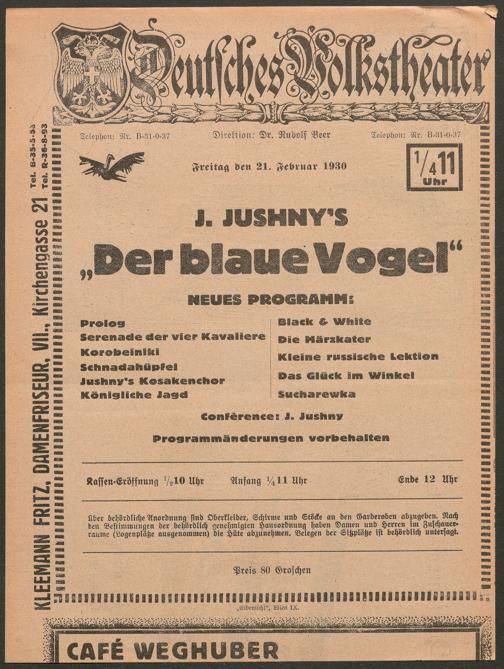 Deutsches Volkstheater
Telephon: Nr. B-31-0-37 Direktion: Dr. Rudolf Beer Telephon: Nr. B-31-0-37
Freitag den 21. Februar 1930
1/4 11
Uhr
J. JUSHNY'S
„Der blaue Vogel“
NEUES PROGRAMM:
Prolog
Serenade der vier Kavaliere
Korobeiniki
Schnadahüpfel
Jushny's Kosakenchor
Königliche Jagd
Black & White
Die Märzkater
Kleine russische Lektion
Das Glück im Winkel
Sucharewka
Conférence: J. Jushny
Programmänderungen vorbehalten
Kassen-Eröffnung 1/2 10 Uhr Anfang 1/4 11 Uhr Ende 12 Uhr
Über behördliche Anordnung sind Oberkleider, Schirme und Stöcke an den Garderoben abzugeben. Nach
den Bestimmungen der behördlich genehmigten Hausordnung haben Damen und Herren im Zuschauer-
raume (Logenplätze ausgenommen) die Hüte abzunehmen. Belegen der Sitzplätze ist behördlich untersagt.
Preis 80 Groschen
„Elbemühl“, Wien IX.
KLEEMANN FRITZ, DAMENFRISEUR, VII., Kirchengasse 21
Tel. B-35-5-53
Tel. R-36-8-93
CAFÉ WEGHUBER